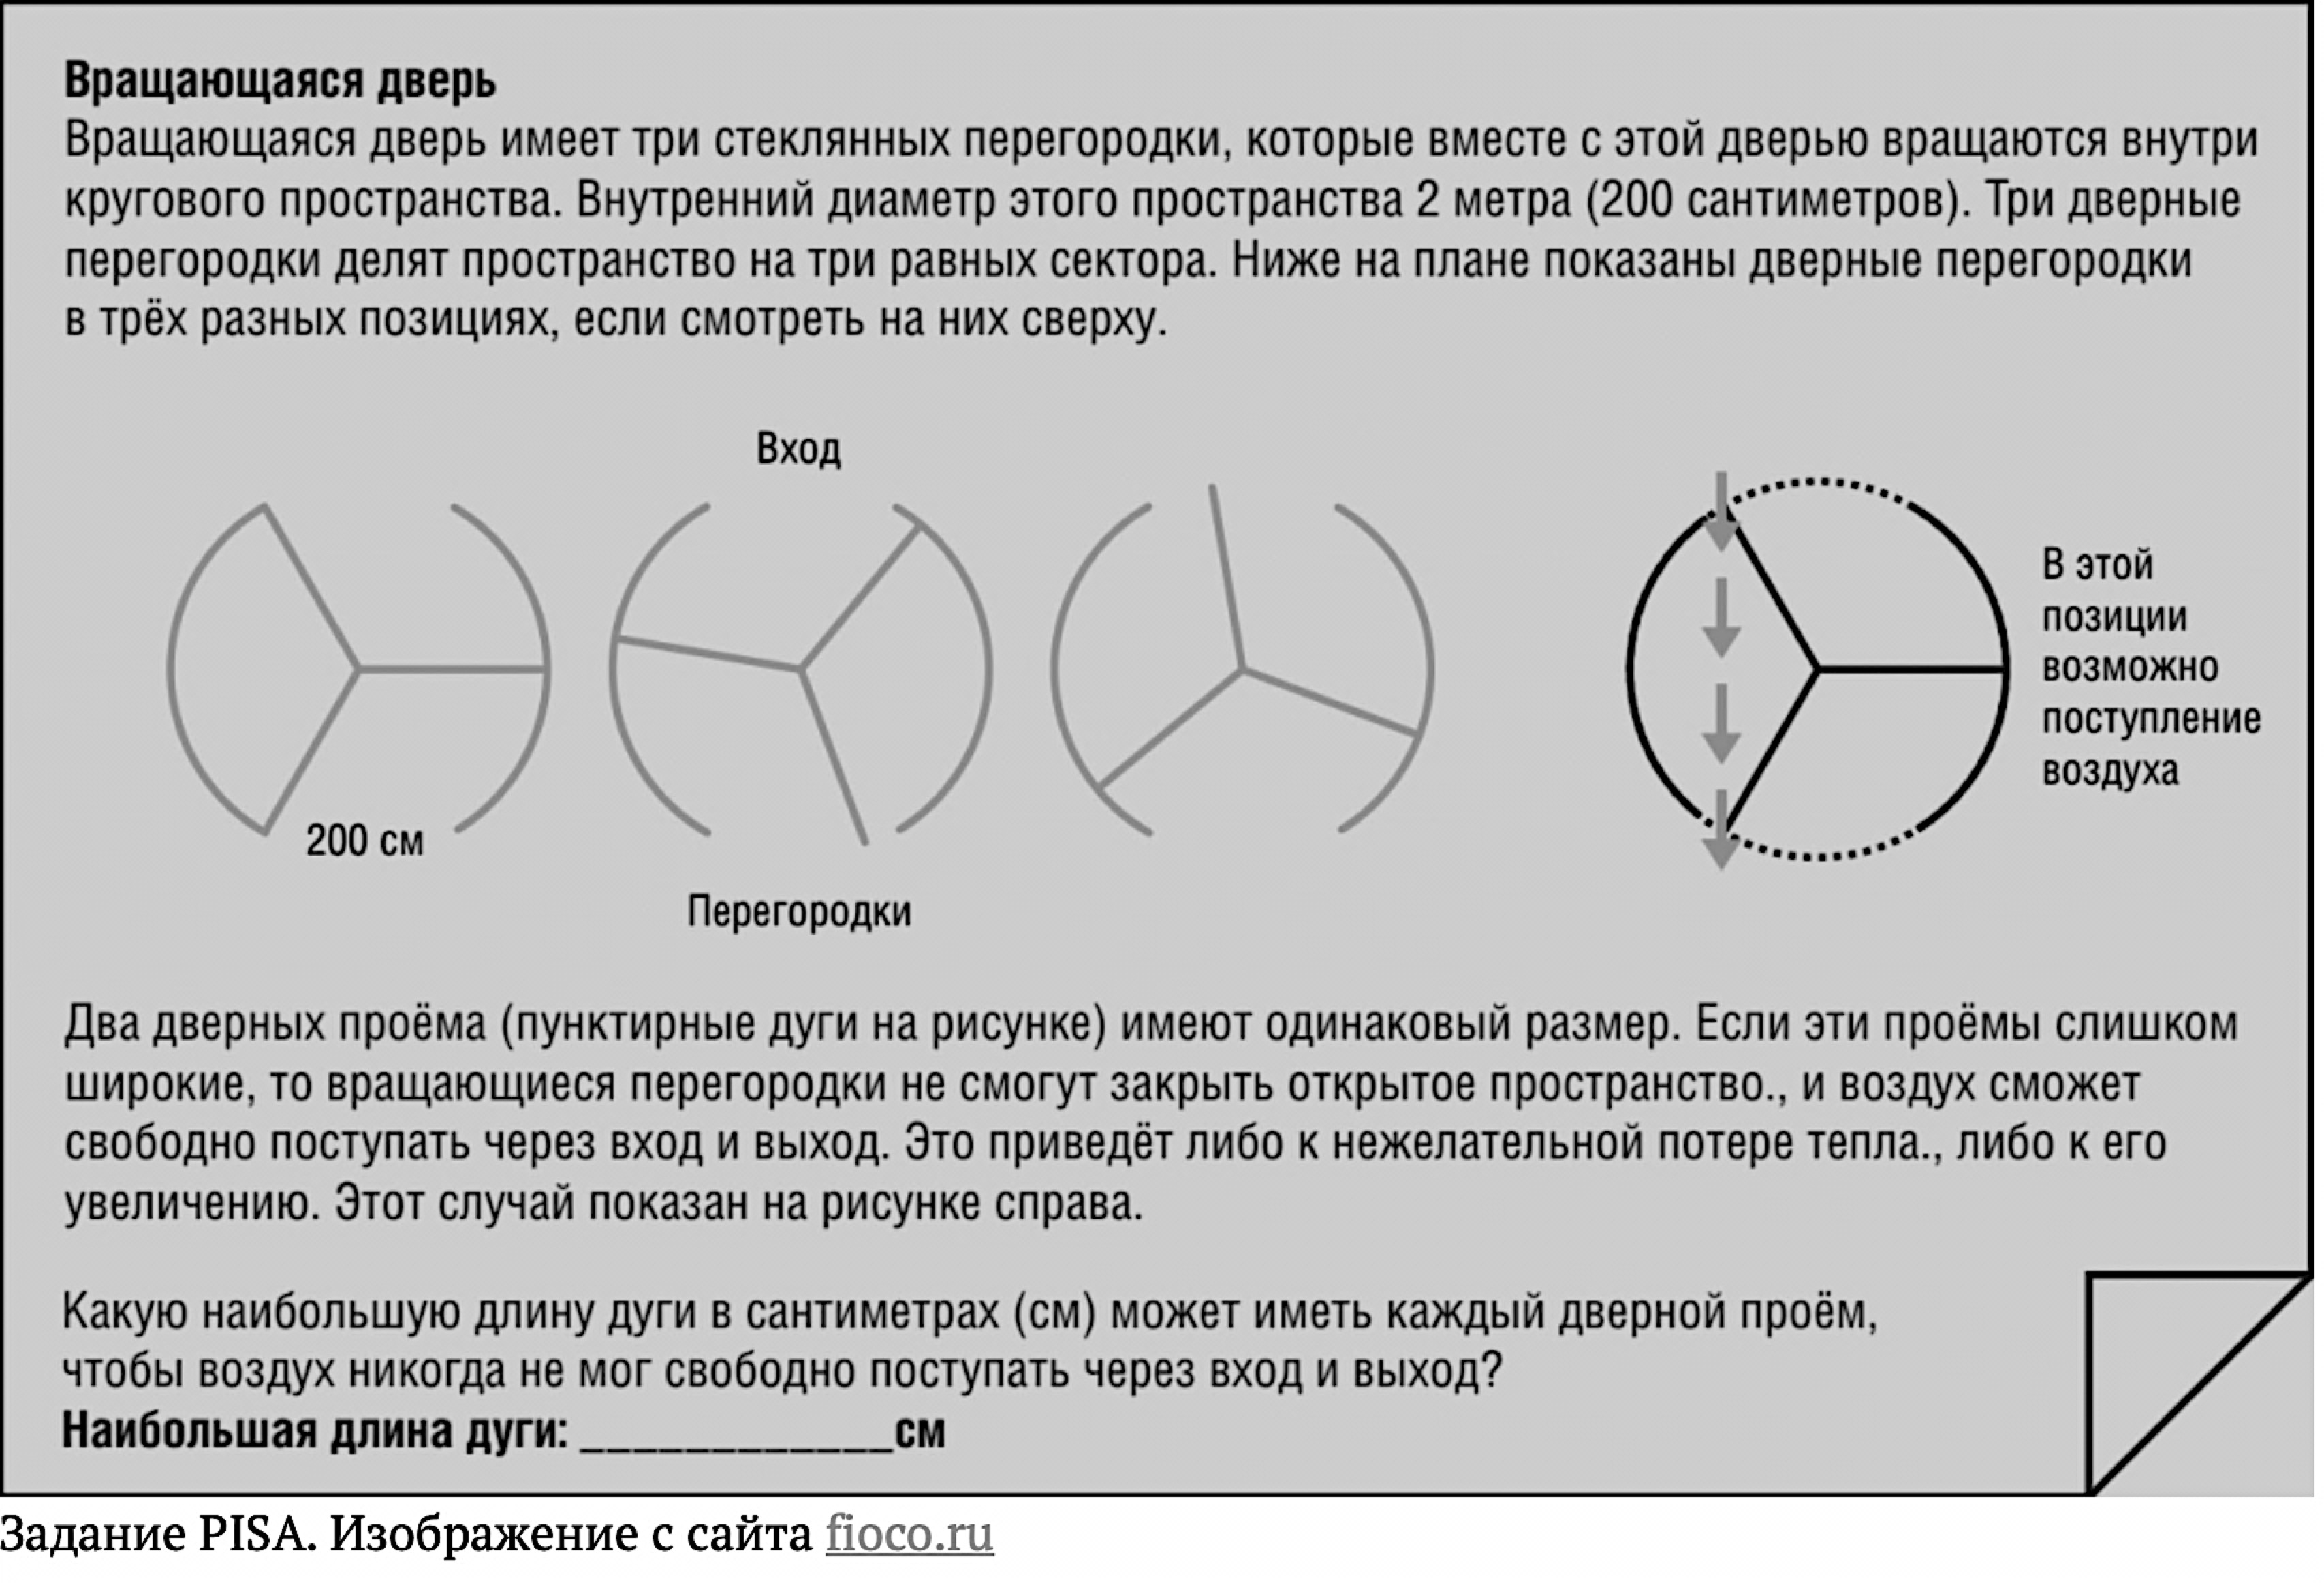 Вращающаяся дверь
Вращающаяся дверь имеет три стеклянных перегородки, которые вместе с этой дверью вращаются внутри
кругового пространства. Внутренний диаметр этого пространства 2 метра (200 сантиметров). Три дверные
перегородки делят пространство на три равных сектора. Ниже на плане показаны дверные перегородки
в трёх разных позициях, если смотреть на них сверху.
Вход
200 см
Перегородки
В этой
позиции
возможно
поступление
воздуха
Два дверных проёма (пунктирные дуги на рисунке) имеют одинаковый размер. Если эти проёмы слишком
широкие, то вращающиеся перегородки не смогут закрыть открытое пространство., и воздух сможет
свободно поступать через вход и выход. Это приведёт либо к нежелательной потере тепла., либо к его
увеличению. Этот случай показан на рисунке справа.
Какую наибольшую длину дуги в сантиметрах (см) может иметь каждый дверной проём,
чтобы воздух никогда не мог свободно поступать через вход и выход?
Наибольшая длина дуги: ____________см
Задание PISA. Изображение с сайта fioco.ru